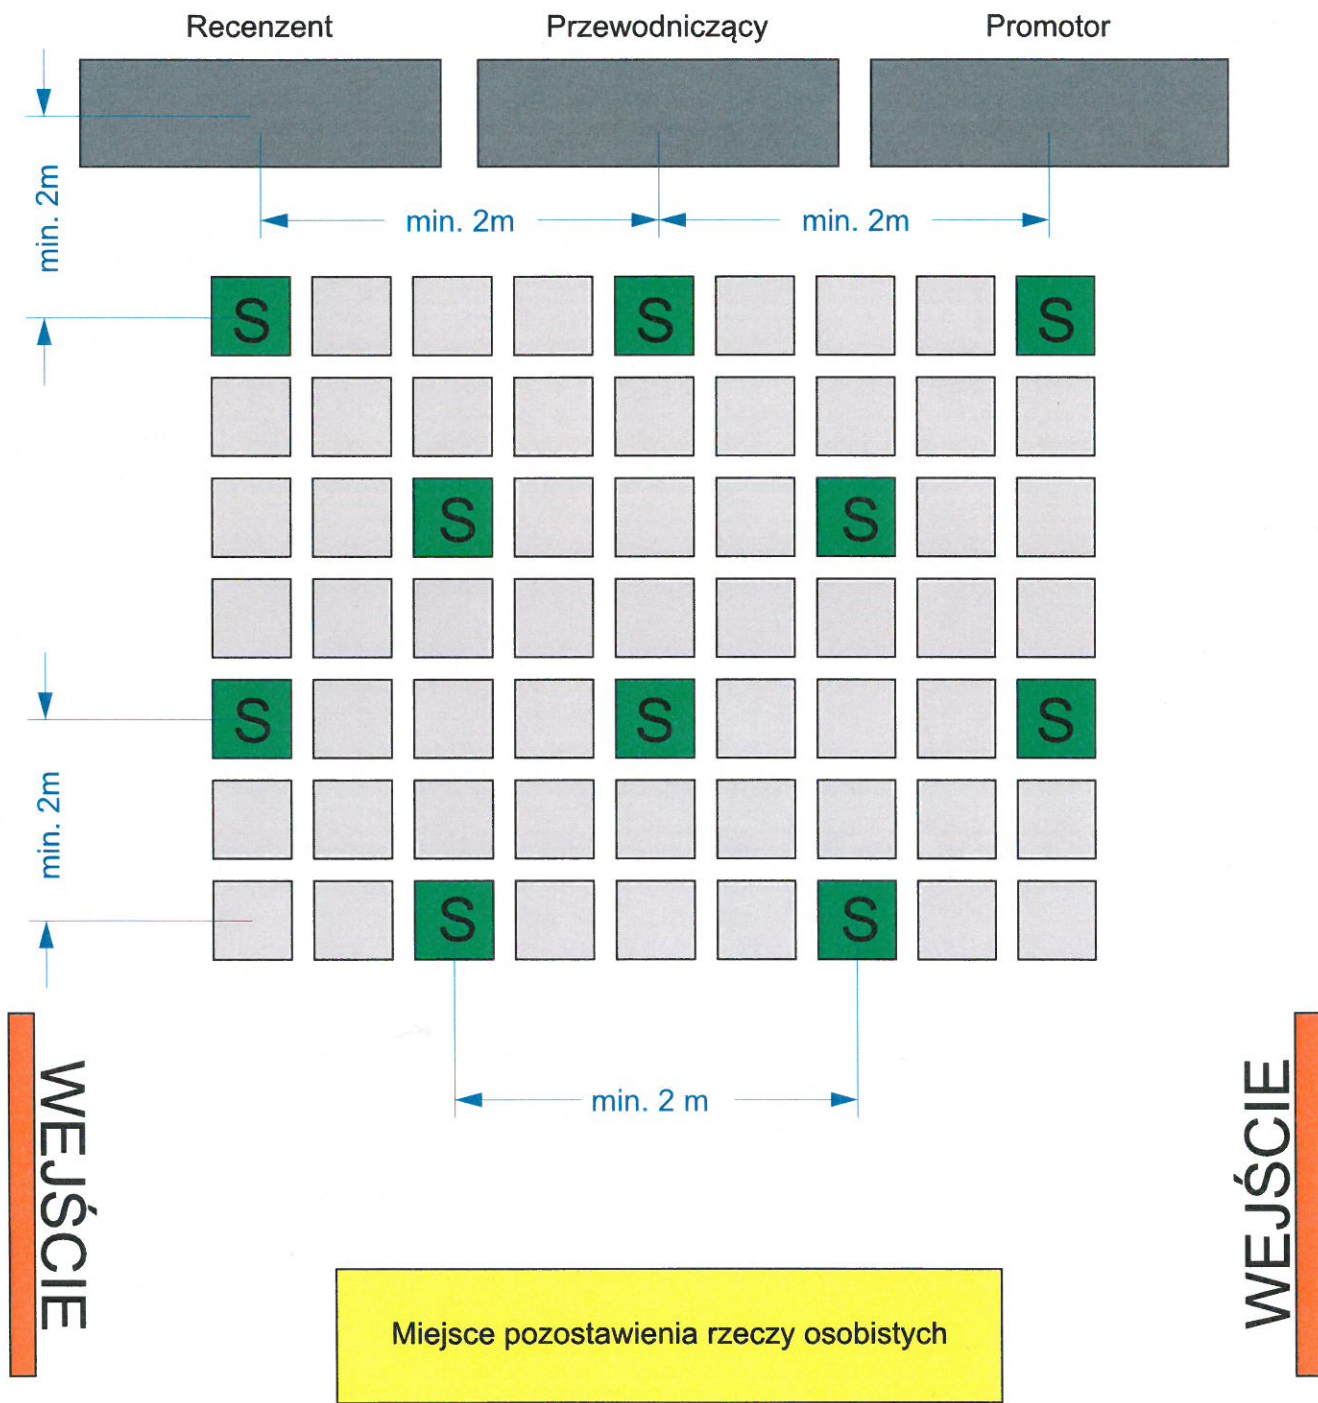 Recenzent Przewodniczący Promotor
min. 2m
min. 2m min. 2m
S S S
S S
S S S
min. 2m
S S
min. 2 m
WEJŚCIE
WEJŚCIE
Miejsce pozostawienia rzeczy osobistych